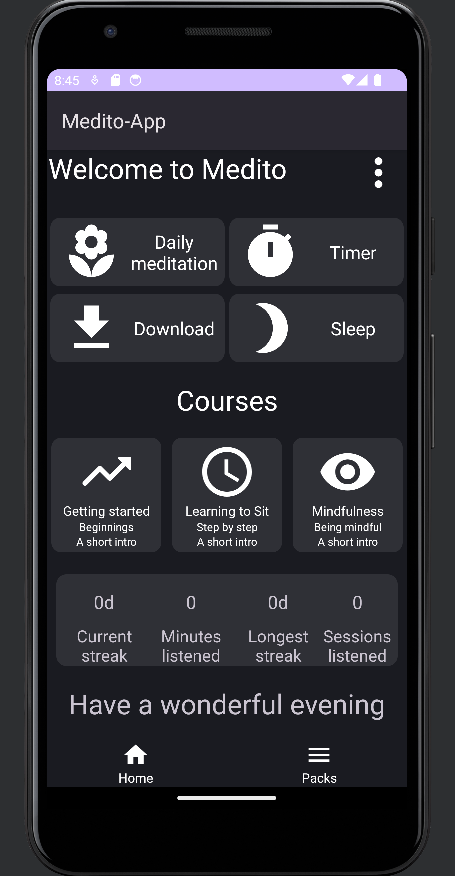 8:45
Medito-App
Welcome to Medito
Daily
meditation
Timer
Download
Sleep
Courses
Getting started
Beginnings
A short intro
Learning to Sit
Step by step
A short intro
Mindfulness
Being mindful
A short intro
0d
Current
streak
0
Minutes
listened
0d
Longest
streak
0
Sessions
listened
Have a wonderful evening
Home
Packs